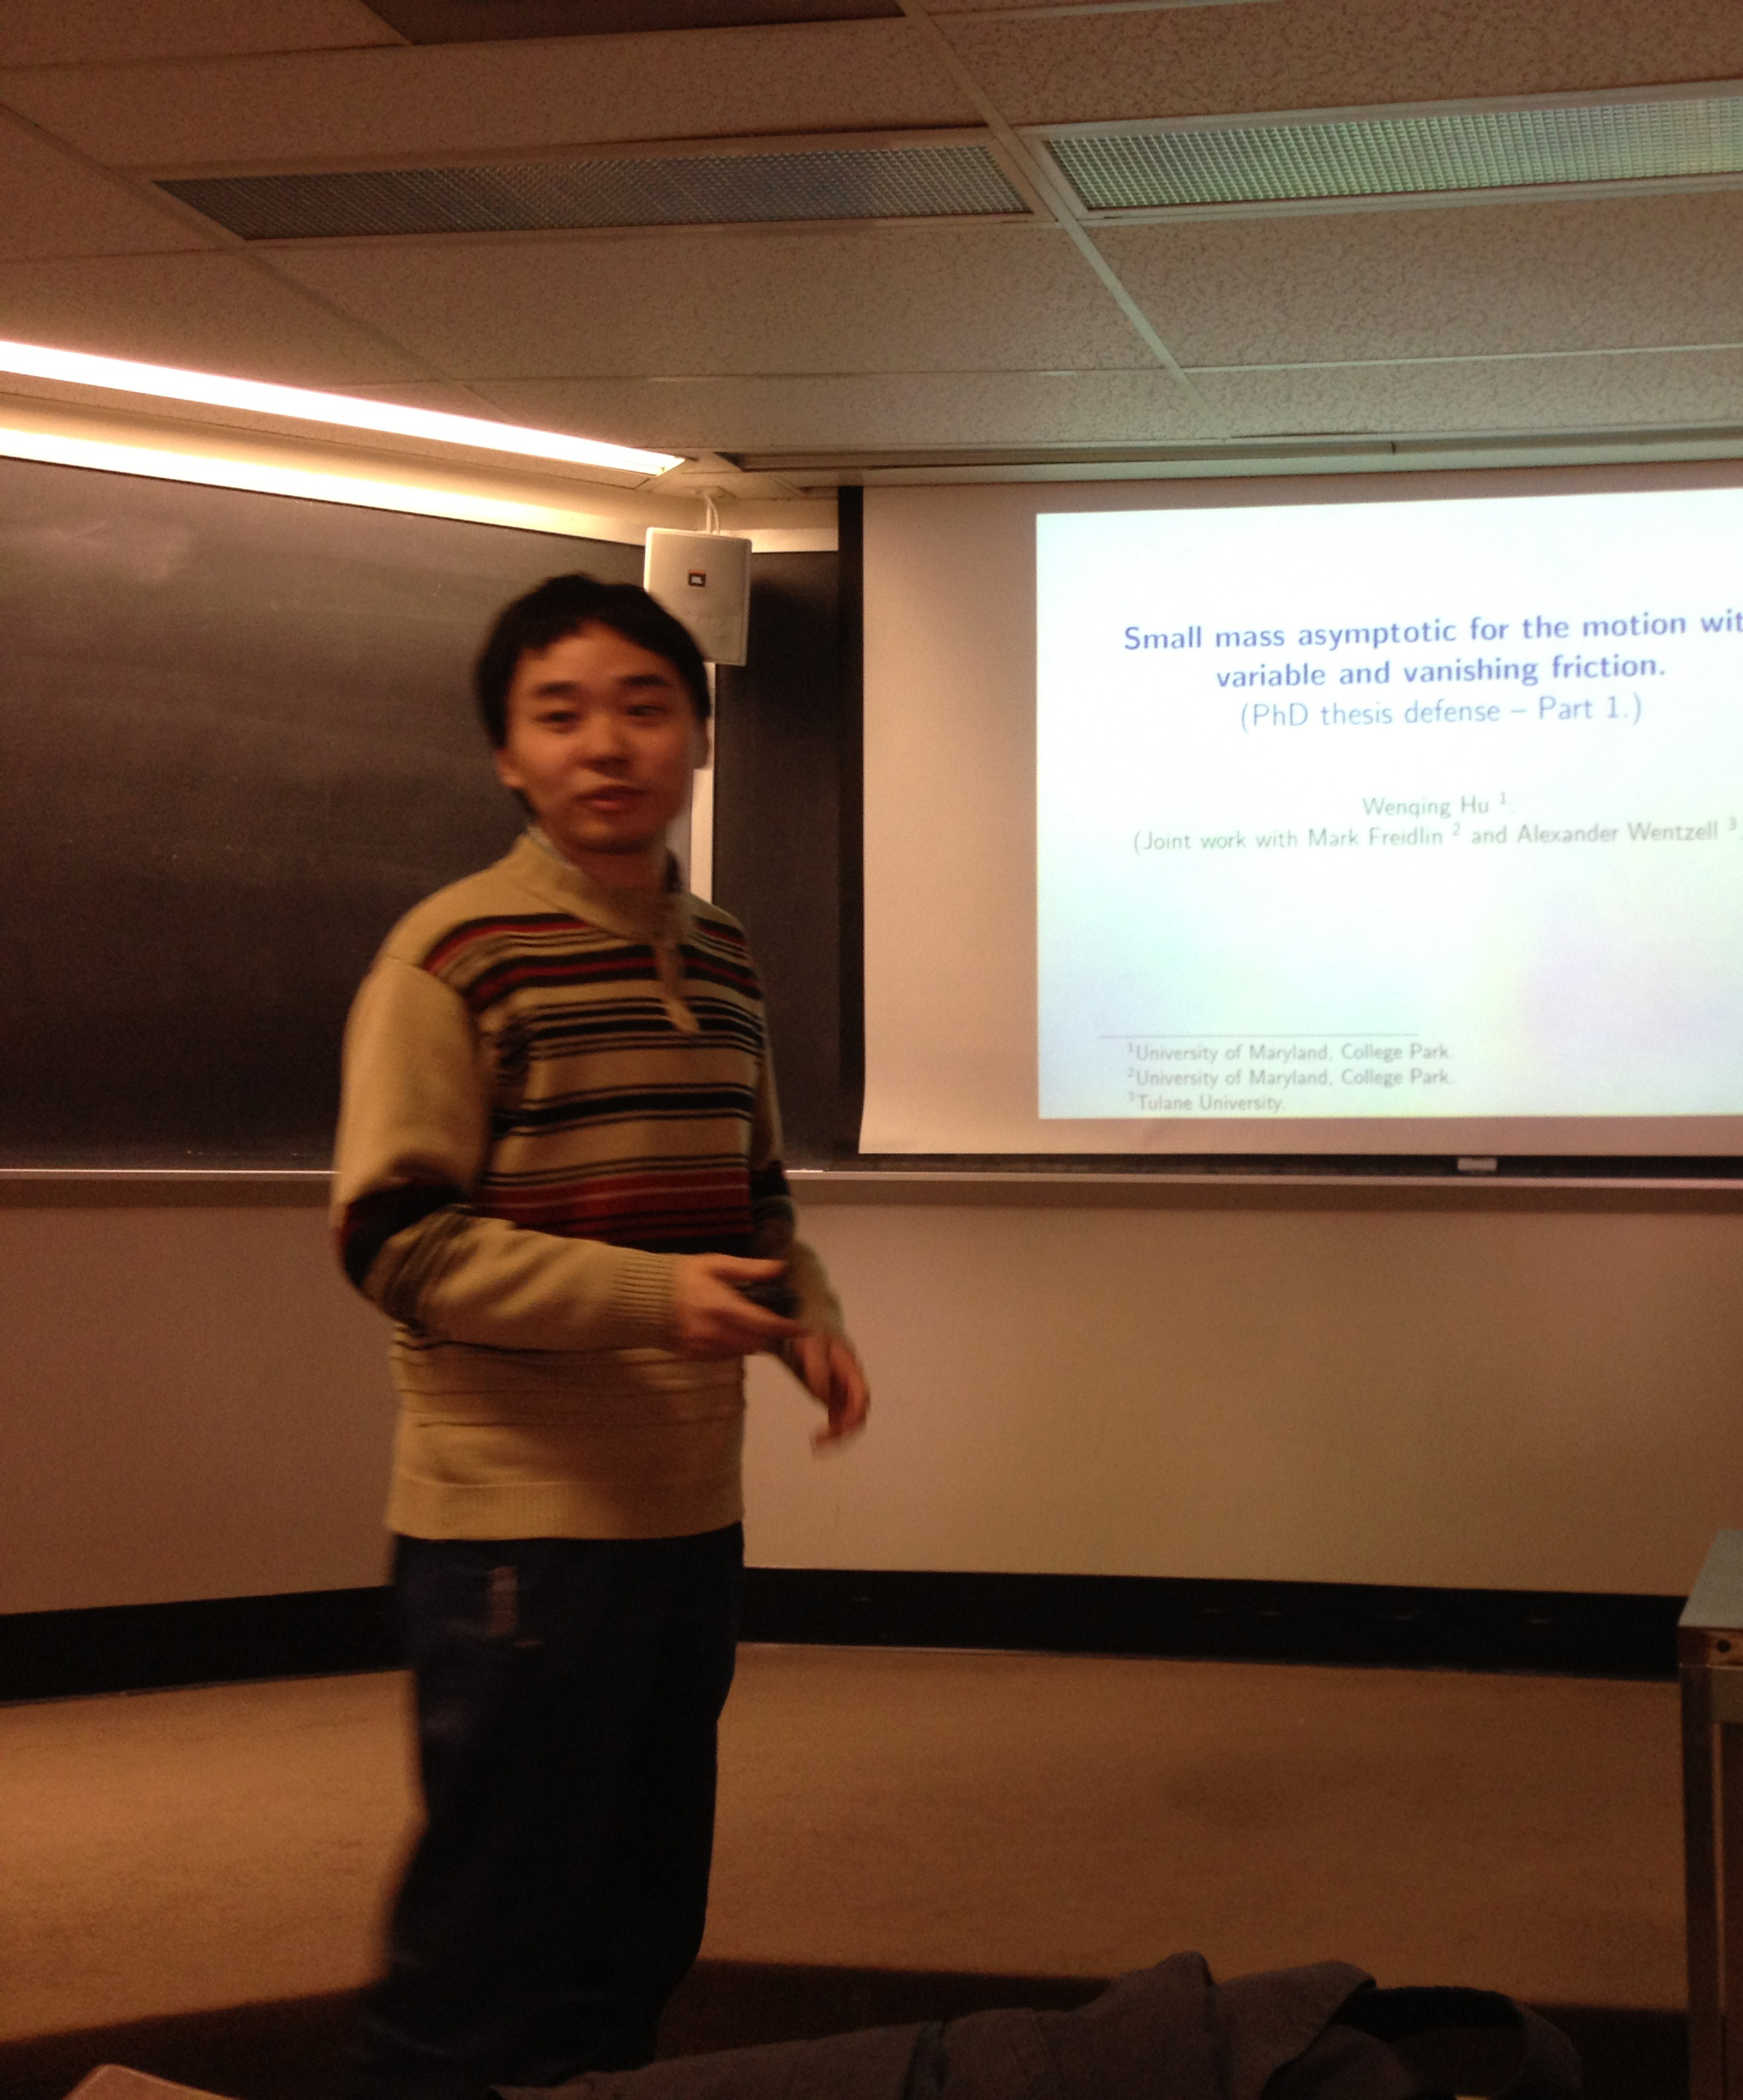 Small mass asymptotic for the motion wit
variable and vanishing friction.
(PhD thesis defense – Part 1.)
Wenqing Hu ¹.
(Joint work with Mark Freidlin ² and Alexander Wentzell ³.
¹University of Maryland, College Park.
²University of Maryland, College Park.
³Tulane University.
JBL